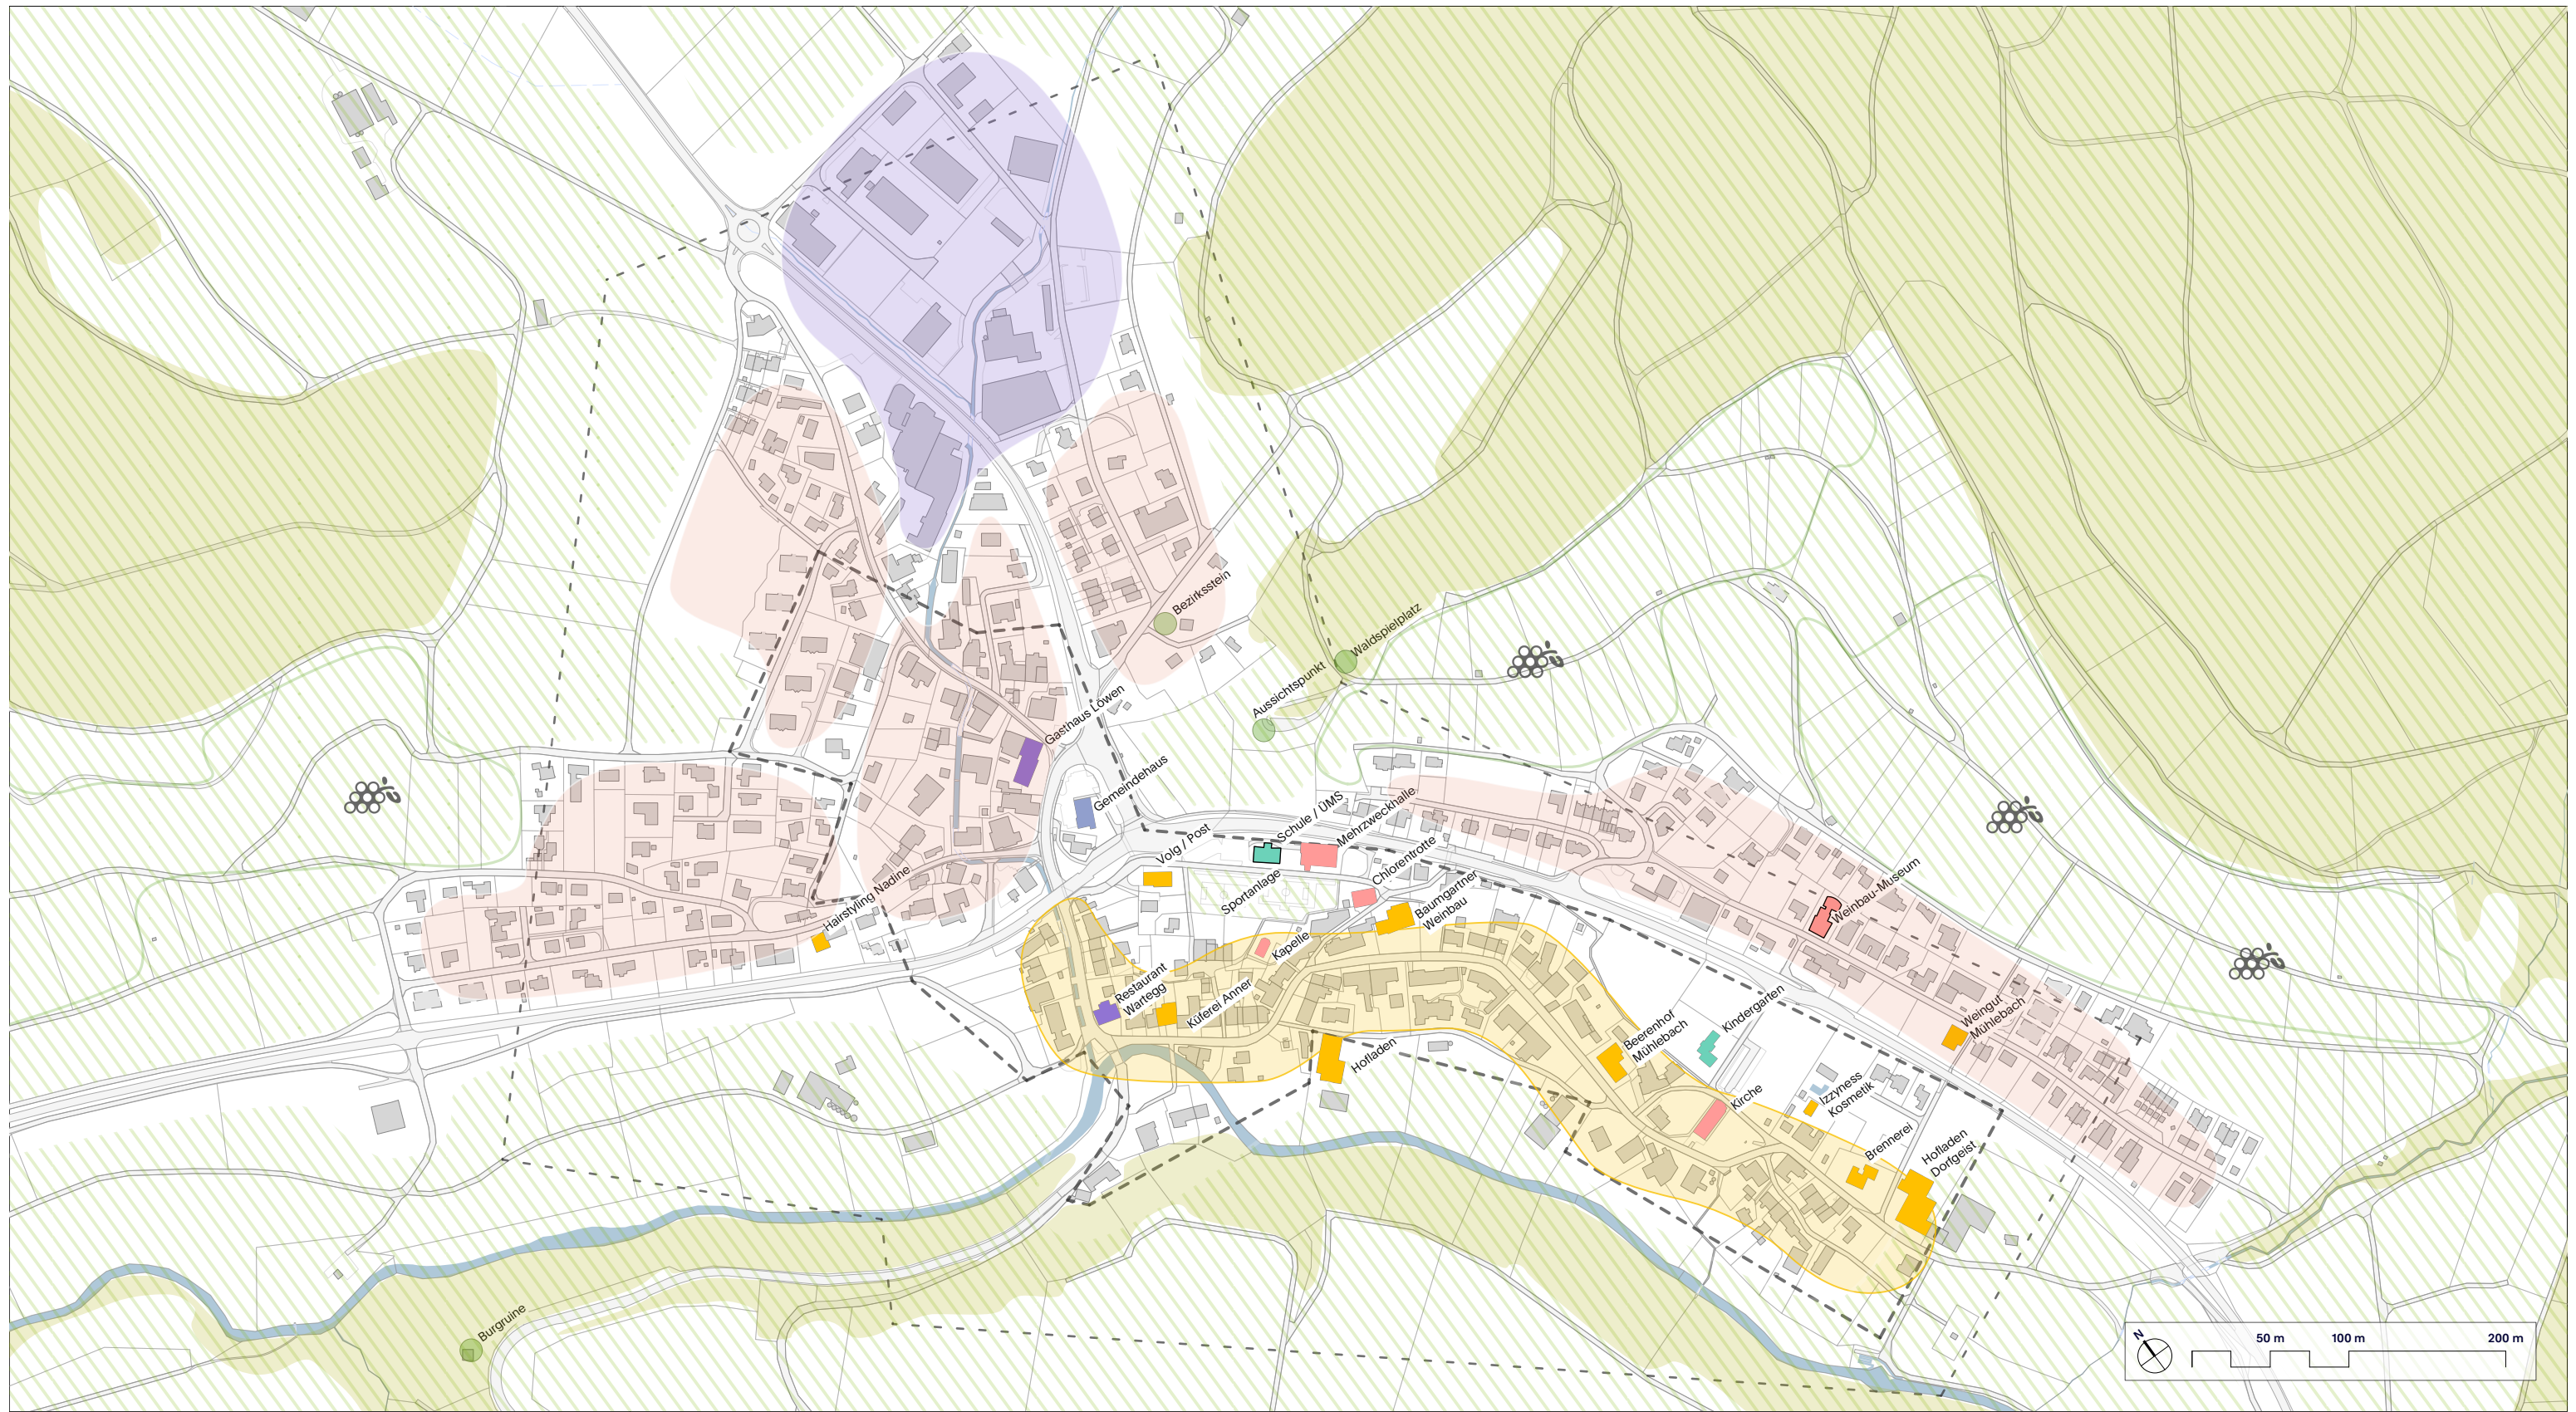 Bezirksstein
Waldspielplatz
Aussichtspunkt
Gasthaus Löwen
Gemeindehaus
Schule / ÜMS
Mehrzweckhalle
Volg / Post
Chlorentrotte
Sportanlage
Baumgartner
Weinbau
Hairstyling Nadine
Weinbau-Museum
Kapelle
Restaurant
Wartegg
Küferei Anner
Hofladen
Beerenhof
Mühlebach
Kindergarten
Weingut
Mühlebach
Kirche
Izzyness
Kosmetik
Brennerei
Hofladen
Dorfgeist
Burgruine
N
50 m
100 m
200 m